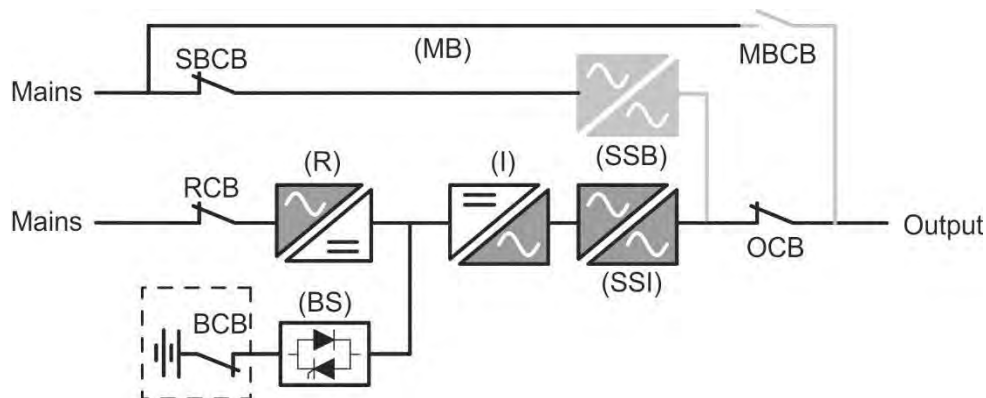 (MB)
MBCB
SBCB
Mains
(SSB)
(R)
(I)
RCB
Mains
Output
OCB
(SSI)
(BS)
BCB